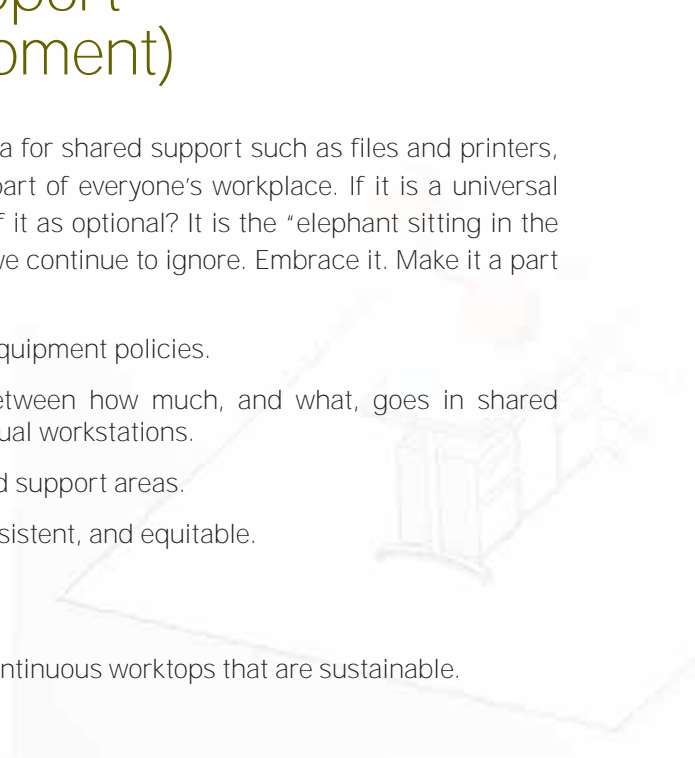 pport
pment)
a for shared support such as files and printers,
part of everyone's workplace. If it is a universal
f it as optional? It is the "elephant sitting in the
we continue to ignore. Embrace it. Make it a part
quipment policies.
etween how much, and what, goes in shared
ual workstations.
d support areas.
sistent, and equitable.
ntinuous worktops that are sustainable.